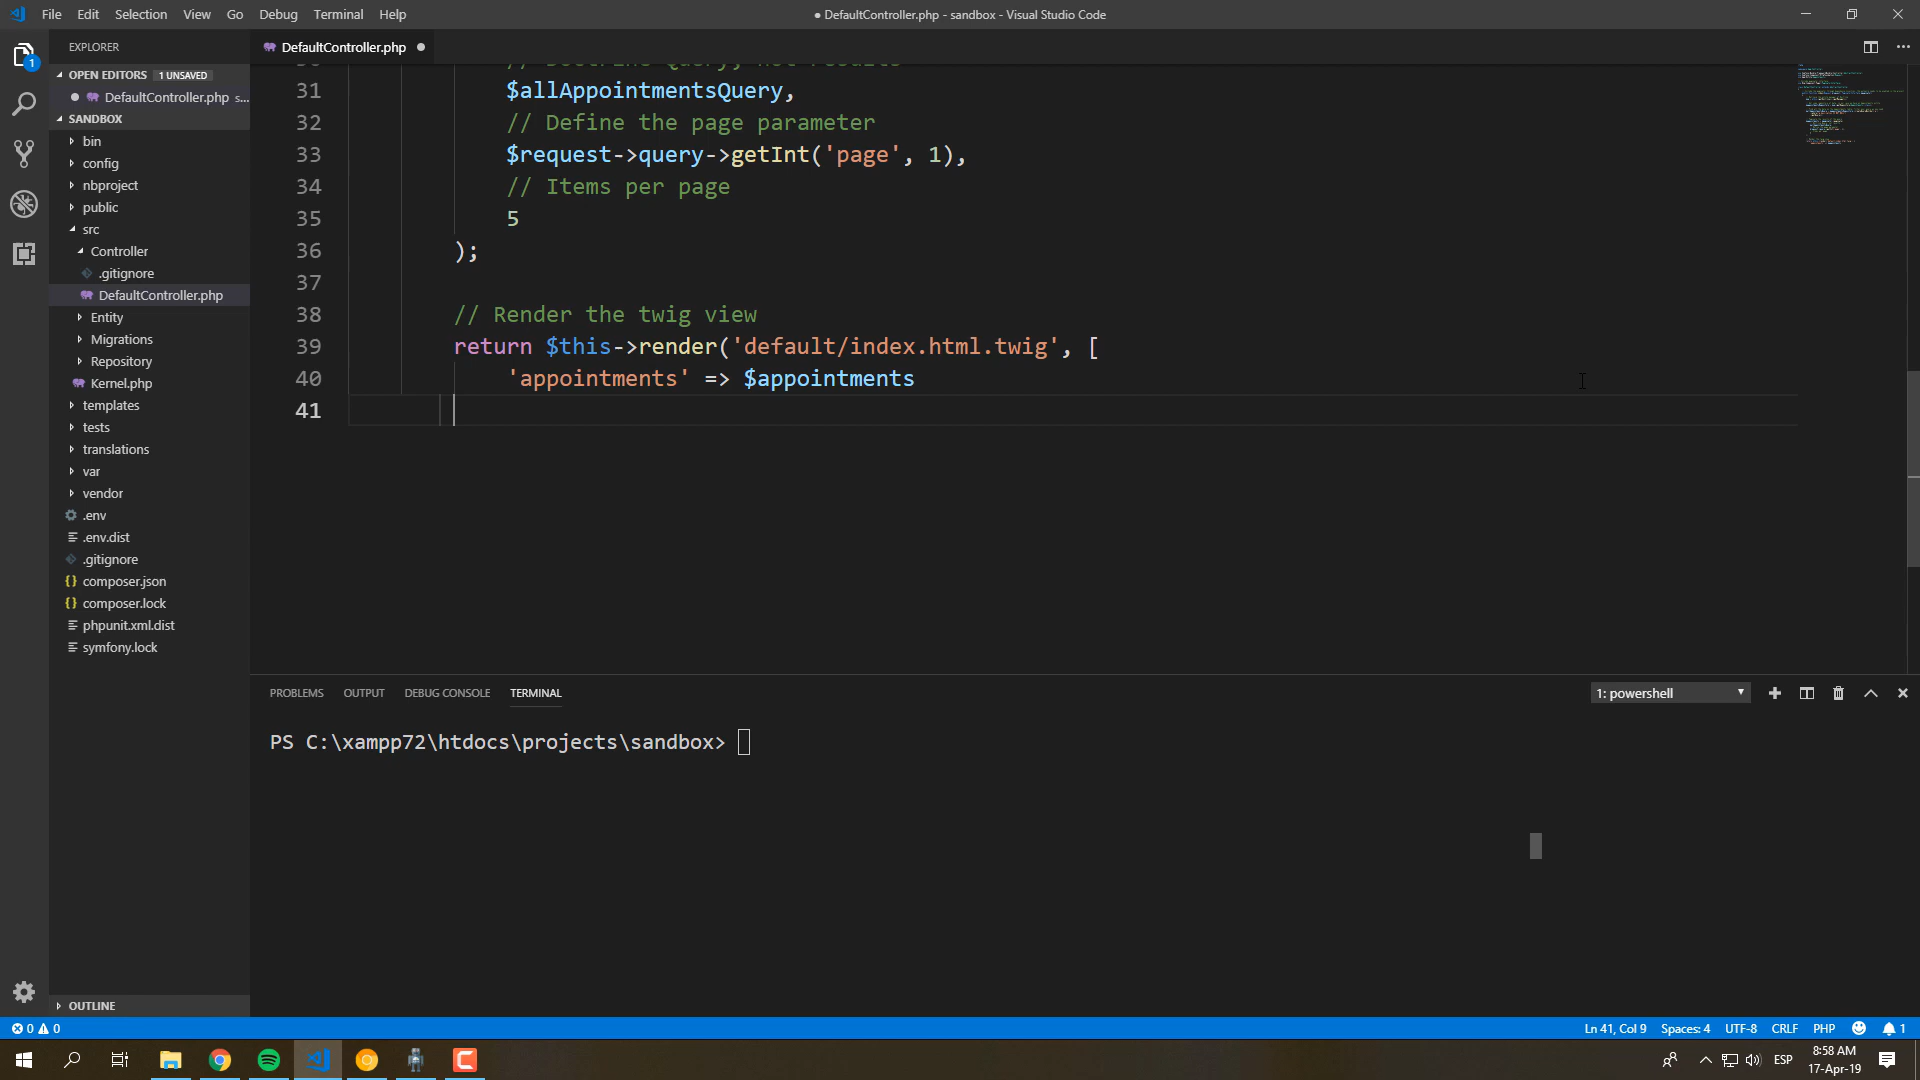 File Edit Selection View Go Debug Terminal Help
● DefaultController.php - sandbox - Visual Studio Code
EXPLORER
DefaultController.php
OPEN EDITORS 1 UNSAVED
DefaultController.php s...
SANDBOX
bin
config
nbproject
public
src
Controller
.gitignore
DefaultController.php
Entity
Migrations
Repository
Kernel.php
templates
tests
translations
var
vendor
.env
.env.dist
.gitignore
composer.json
composer.lock
phpunit.xml.dist
symfony.lock
OUTLINE
30 // Doctrine Query, not results
31 $allAppointmentsQuery,
32 // Define the page parameter
33 $request->query->getInt('page', 1),
34 // Items per page
35 5
36 );
37
38 // Render the twig view
39 return $this->render('default/index.html.twig', [
40 'appointments' => $appointments
41
PROBLEMS OUTPUT DEBUG CONSOLE TERMINAL
1: powershell
PS C:\xampp72\htdocs\projects\sandbox>
0 0
Ln 41, Col 9 Spaces: 4 UTF-8 CRLF PHP 1
ESP
8:58 AM
17-Apr-19
1